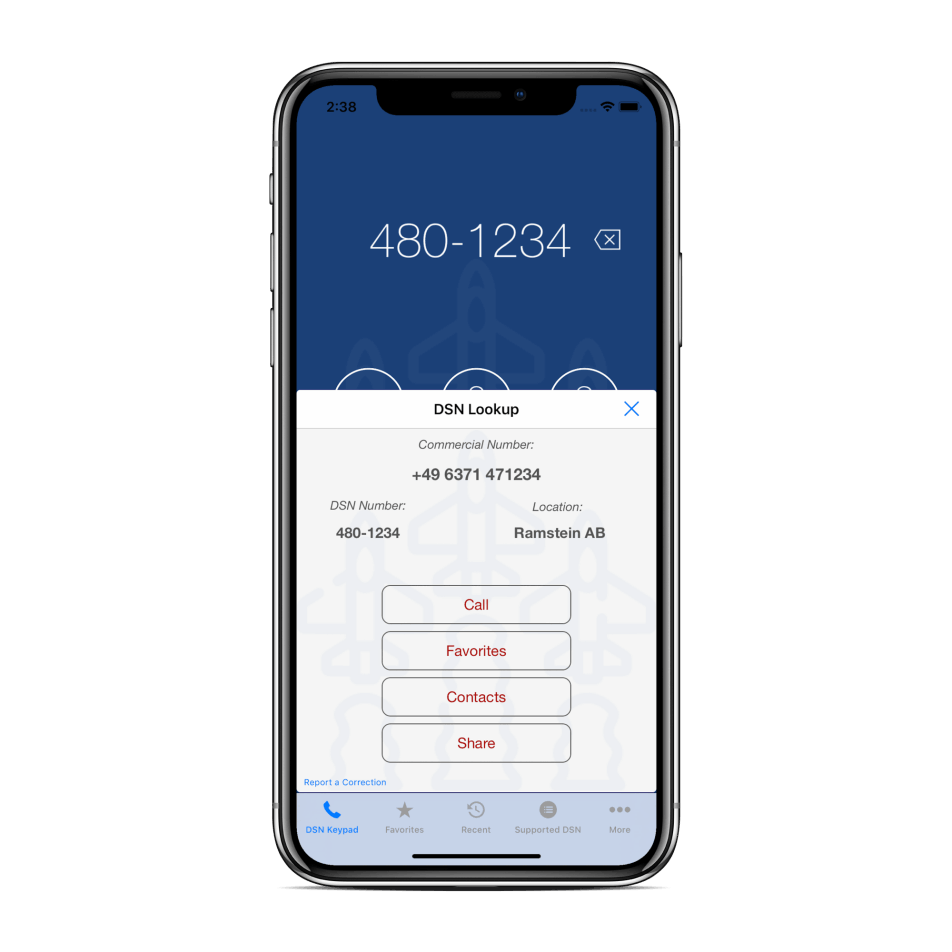 2:38
480-1234
DSN Lookup
Commercial Number:
+49 6371 471234
DSN Number: Location:
480-1234 Ramstein AB
Call
Favorites
Contacts
Share
Report a Correction
DSN Keypad Favorites Recent Supported DSN More